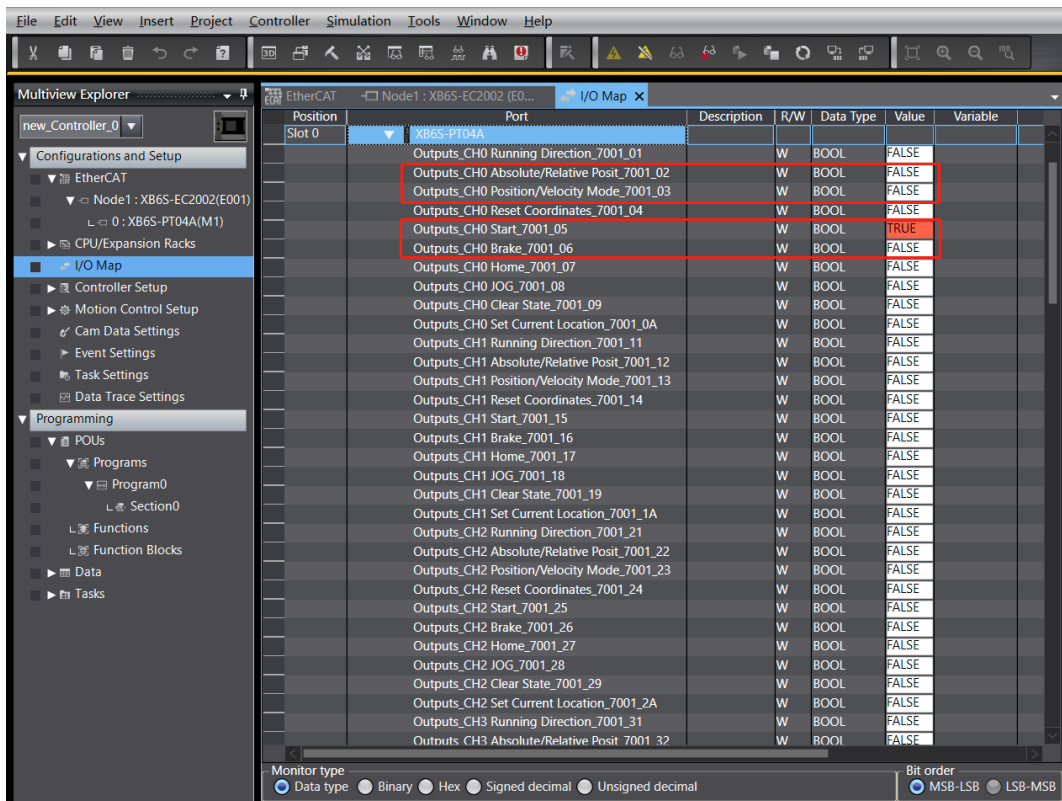 File Edit View Insert Project Controller Simulation Tools Window Help
Multiview Explorer
new_Controller_0
Configurations and Setup
EtherCAT
Node1 : XB6S-EC2002(E001)
0 : XB6S-PT04A(M1)
CPU/Expansion Racks
I/O Map
Controller Setup
Motion Control Setup
Cam Data Settings
Event Settings
Task Settings
Data Trace Settings
Programming
POUs
Programs
Program0
Section0
Functions
Function Blocks
Data
Tasks
EtherCAT Node1 : XB6S-EC2002 (E0... I/O Map
Position Port Description R/W Data Type Value Variable
Slot 0 XB6S-PT04A
Outputs_CH0 Running Direction_7001_01 W BOOL FALSE
Outputs_CH0 Absolute/Relative Posit_7001_02 W BOOL FALSE
Outputs_CH0 Position/Velocity Mode_7001_03 W BOOL FALSE
Outputs_CH0 Reset Coordinates_7001_04 W BOOL FALSE
Outputs_CH0 Start_7001_05 W BOOL TRUE
Outputs_CH0 Brake_7001_06 W BOOL FALSE
Outputs_CH0 Home_7001_07 W BOOL FALSE
Outputs_CH0 JOG_7001_08 W BOOL FALSE
Outputs_CH0 Clear State_7001_09 W BOOL FALSE
Outputs_CH0 Set Current Location_7001_0A W BOOL FALSE
Outputs_CH1 Running Direction_7001_11 W BOOL FALSE
Outputs_CH1 Absolute/Relative Posit_7001_12 W BOOL FALSE
Outputs_CH1 Position/Velocity Mode_7001_13 W BOOL FALSE
Outputs_CH1 Reset Coordinates_7001_14 W BOOL FALSE
Outputs_CH1 Start_7001_15 W BOOL FALSE
Outputs_CH1 Brake_7001_16 W BOOL FALSE
Outputs_CH1 Home_7001_17 W BOOL FALSE
Outputs_CH1 JOG_7001_18 W BOOL FALSE
Outputs_CH1 Clear State_7001_19 W BOOL FALSE
Outputs_CH1 Set Current Location_7001_1A W BOOL FALSE
Outputs_CH2 Running Direction_7001_21 W BOOL FALSE
Outputs_CH2 Absolute/Relative Posit_7001_22 W BOOL FALSE
Outputs_CH2 Position/Velocity Mode_7001_23 W BOOL FALSE
Outputs_CH2 Reset Coordinates_7001_24 W BOOL FALSE
Outputs_CH2 Start_7001_25 W BOOL FALSE
Outputs_CH2 Brake_7001_26 W BOOL FALSE
Outputs_CH2 Home_7001_27 W BOOL FALSE
Outputs_CH2 JOG_7001_28 W BOOL FALSE
Outputs_CH2 Clear State_7001_29 W BOOL FALSE
Outputs_CH2 Set Current Location_7001_2A W BOOL FALSE
Outputs_CH3 Running Direction_7001_31 W BOOL FALSE
Outputs_CH3 Absolute/Relative Posit_7001_32 W BOOL FALSE
Monitor type
Data type Binary Hex Signed decimal Unsigned decimal
Bit order
MSB-LSB LSB-MSB